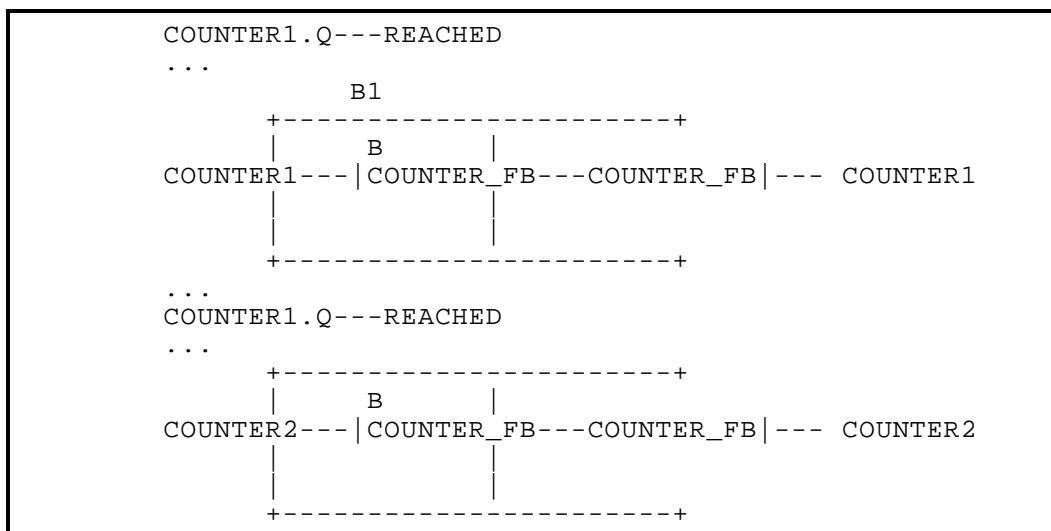 COUNTER1.Q---REACHED
...
B1
+-----------------------+
| B |
COUNTER1---|COUNTER_FB---COUNTER_FB|--- COUNTER1
| |
| |
+-----------------------+
...
COUNTER1.Q---REACHED
...
+-----------------------+
| B |
COUNTER2---|COUNTER_FB---COUNTER_FB|--- COUNTER2
| |
| |
+-----------------------+